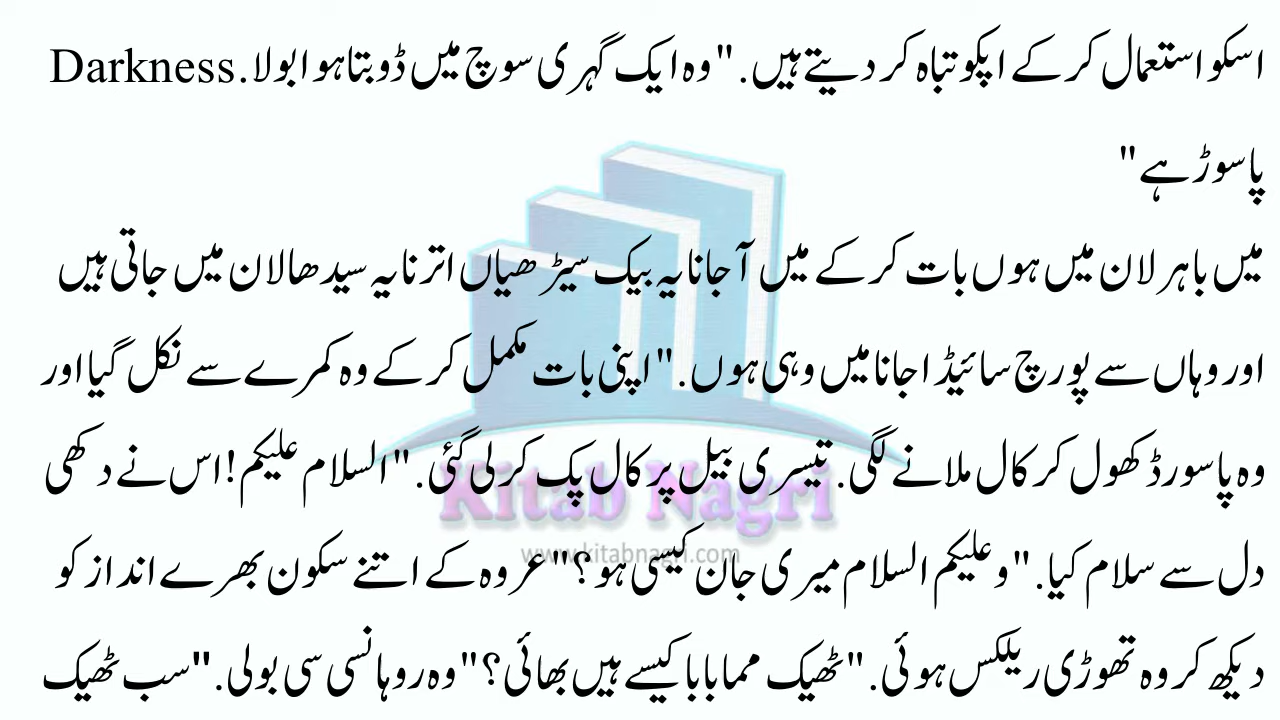 اسکو استعمال کر کے اپکو تباہ کر دیتے ہیں."وہ ایک گہری سوچ میں ڈوبتا ہوا بولا.Darkness
پاسوڑ ہے"
میں باہر لان میں ہوں بات کر کے میں آ جانا یہ بیک سیڑھیاں اترنا یہ سیدھا لان میں جاتی ہیں
اور وہاں سے پورچ سائیڈ اجانا میں وہی ہوں."اپنی بات مکمل کر کے وہ کمرے سے نکل گیا اور
وہ پاسورڈ کھول کر کال ملانے لگی.تیسری بیل پر کال پک کر لی گئی."السلام علیکم!اس نے دکھی
دل سے سلام کیا."وعلیکم السلام میری جان کیسی ہو؟"عروہ کے اتنے سکون بھرے انداز کو
دیکھ کر وہ تھوڑی ریلکس ہوئی."ٹھیک مما بابا کیسے ہیں بھائی؟"وہ روہانسی سی بولی."سب ٹھیک
Kitab Nagri
www.kitabnagri.com